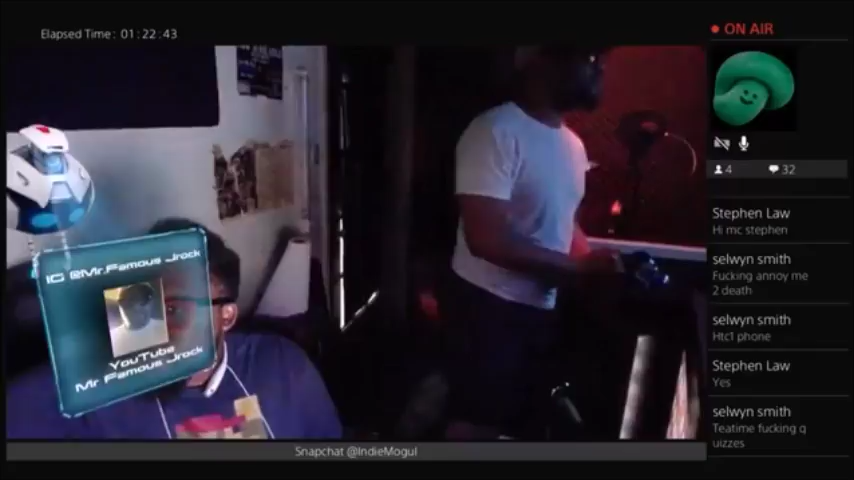 Elapsed Time: 01:22:43
ON AIR
4
32
Stephen Law
Hi mc stephen
selwyn smith
Fucking annoy me
2 death
selwyn smith
Htc1 phone
Stephen Law
Yes
selwyn smith
Teatime fucking q
uizzes
IG @Mr.Famous Jrock
YouTube
Mr Famous Jrock
Snapchat @IndieMogul